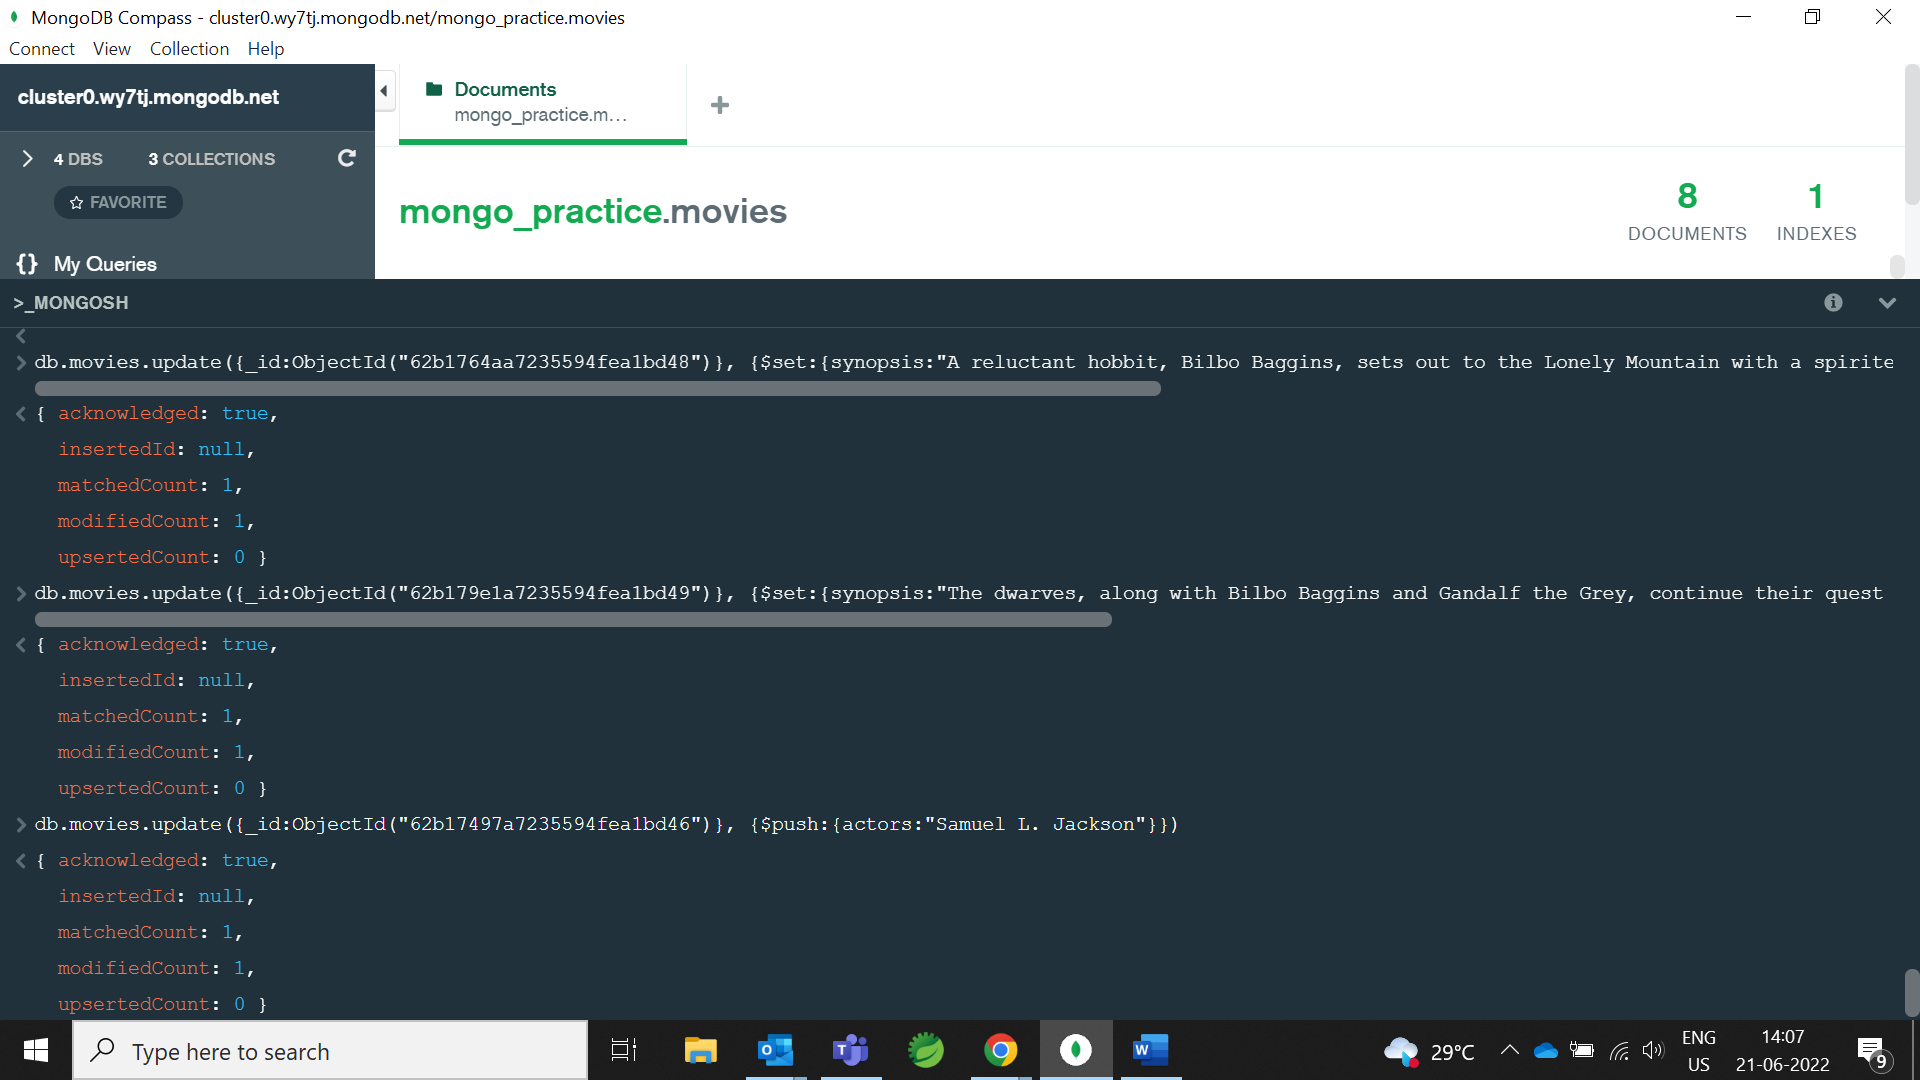 MongoDB Compass - cluster0.wy7tj.mongodb.net/mongo_practice.movies
Connect View Collection Help
cluster0.wy7tj.mongodb.net
Documents
mongo_practice.m...
4 DBS 3 COLLECTIONS
FAVORITE
My Queries
mongo_practice.movies
8
DOCUMENTS
1
INDEXES
>_MONGOSH
db.movies.update({_id:ObjectId("62b1764aa7235594fea1bd48")}, {$set:{synopsis:"A reluctant hobbit, Bilbo Baggins, sets out to the Lonely Mountain with a spirite
{ acknowledged: true,
insertedId: null,
matchedCount: 1,
modifiedCount: 1,
upsertedCount: 0 }
db.movies.update({_id:ObjectId("62b179e1a7235594fea1bd49")}, {$set:{synopsis:"The dwarves, along with Bilbo Baggins and Gandalf the Grey, continue their quest
{ acknowledged: true,
insertedId: null,
matchedCount: 1,
modifiedCount: 1,
upsertedCount: 0 }
db.movies.update({_id:ObjectId("62b17497a7235594fea1bd46")}, {$push:{actors:"Samuel L. Jackson"}})
{ acknowledged: true,
insertedId: null,
matchedCount: 1,
modifiedCount: 1,
upsertedCount: 0 }
Type here to search
29°C
ENG
US
14:07
21-06-2022
9